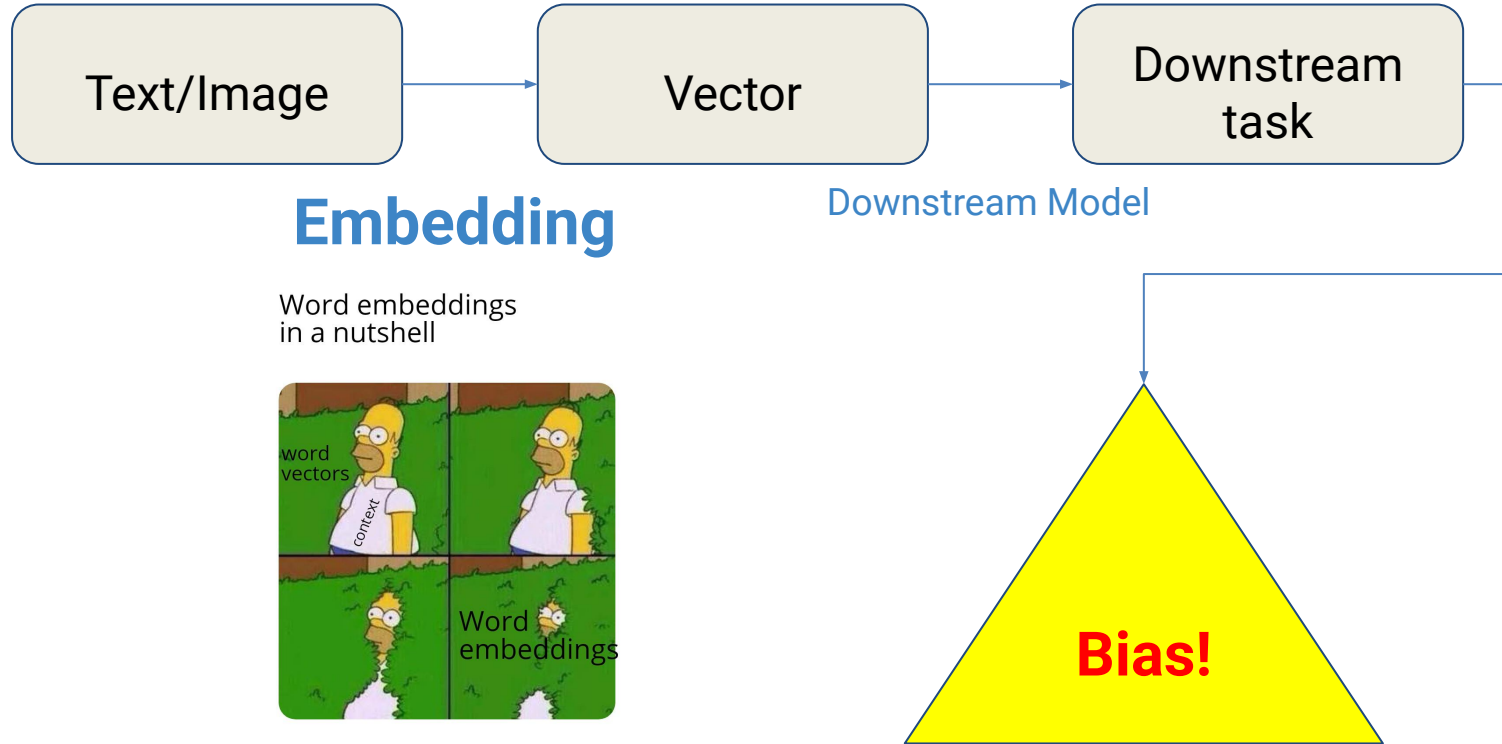 Text/Image
Vector
Downstream
task
Embedding
Downstream Model
Word embeddings
in a nutshell
word
vectors
context
Word
embeddings
Bias!